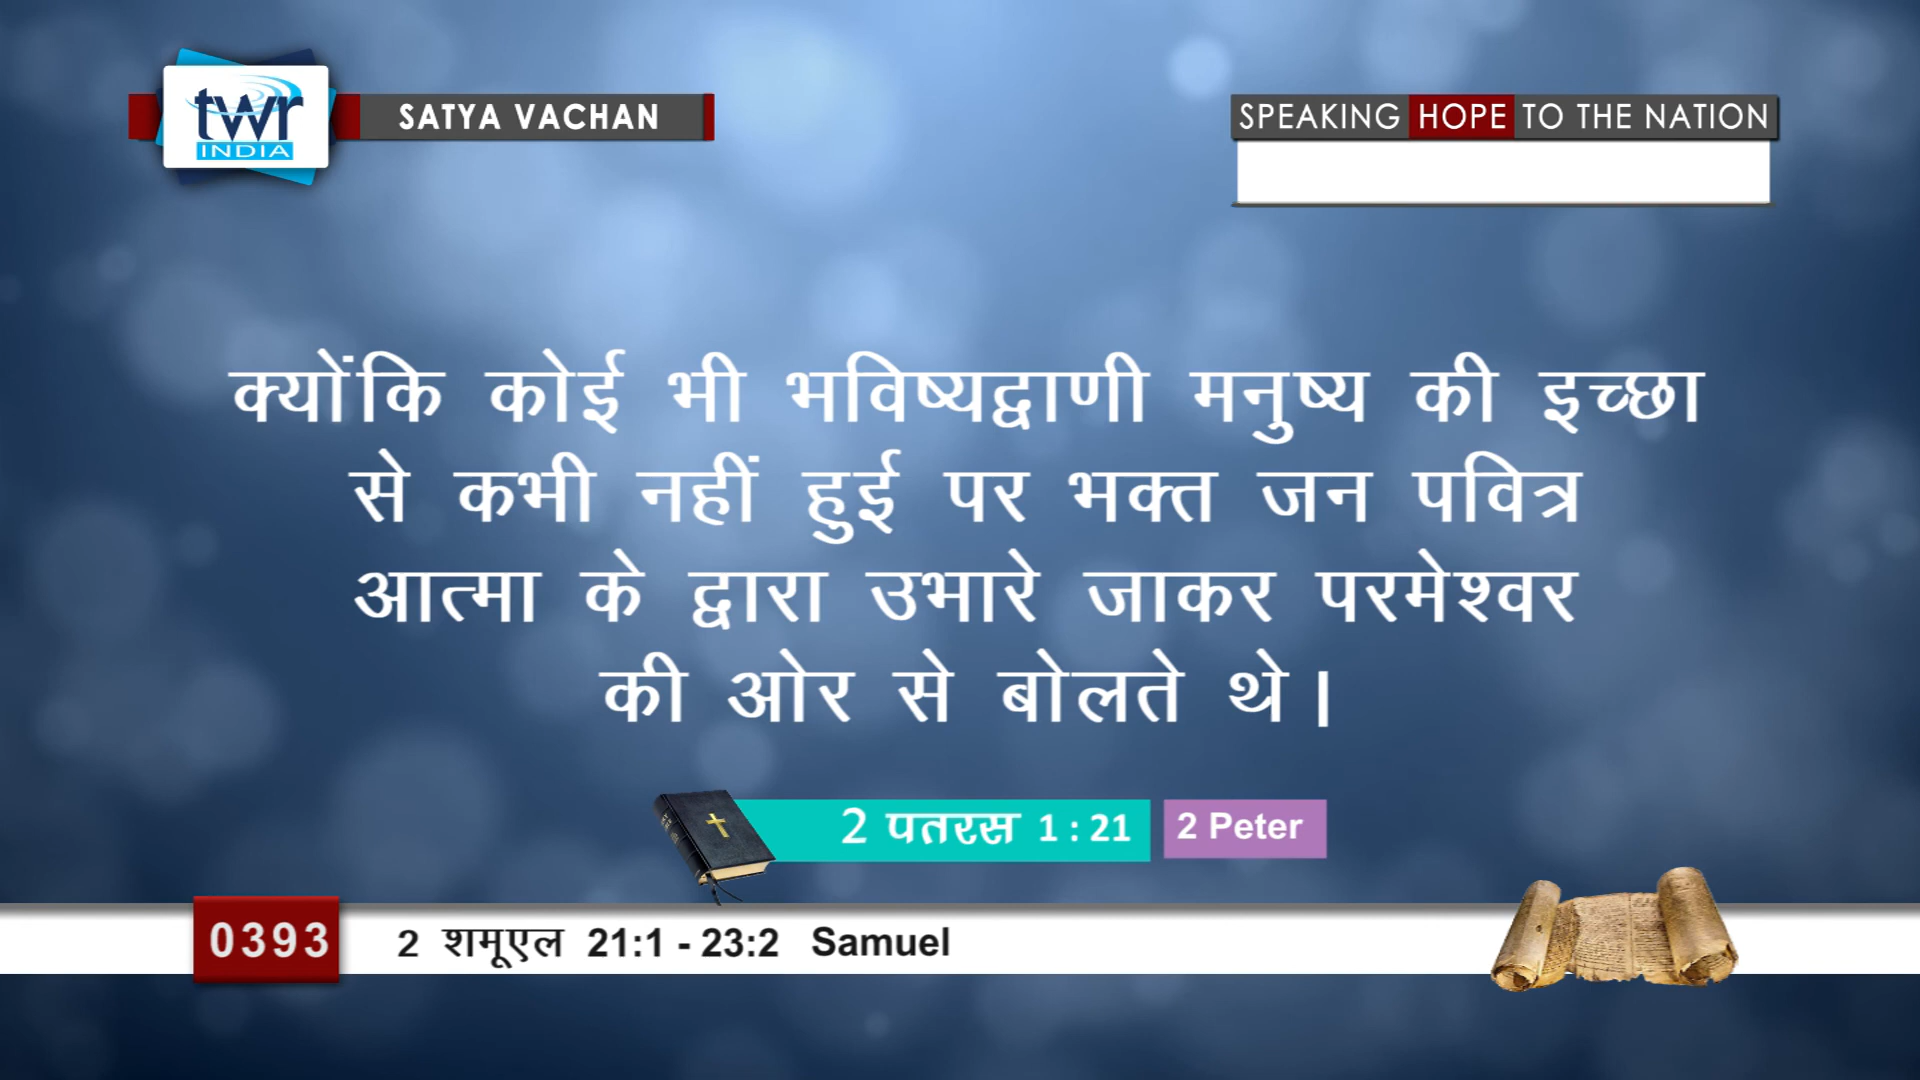 twr
INDIA
SATYA VACHAN
SPEAKING HOPE TO THE NATION
क्योंकि कोई भी भविष्यद्वाणी मनुष्य की इच्छा
से कभी नहीं हुई पर भक्त जन पवित्र
आत्मा के द्वारा उभारे जाकर परमेश्वर
की ओर से बोलते थे।
2 पतरस 1 : 21 2 Peter
0393 2 शमूएल 21:1 - 23:2 Samuel